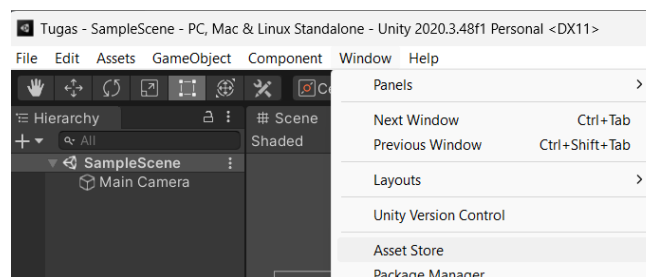 Tugas - SampleScene - PC, Mac & Linux Standalone - Unity 2020.3.48f1 Personal <DX11>
File Edit Assets GameObject Component Window Help
Hierarchy
# Scene
All
Shaded
SampleScene
Main Camera
Panels
Next Window Ctrl+Tab
Previous Window Ctrl+Shift+Tab
Layouts
Unity Version Control
Asset Store
Package Manager